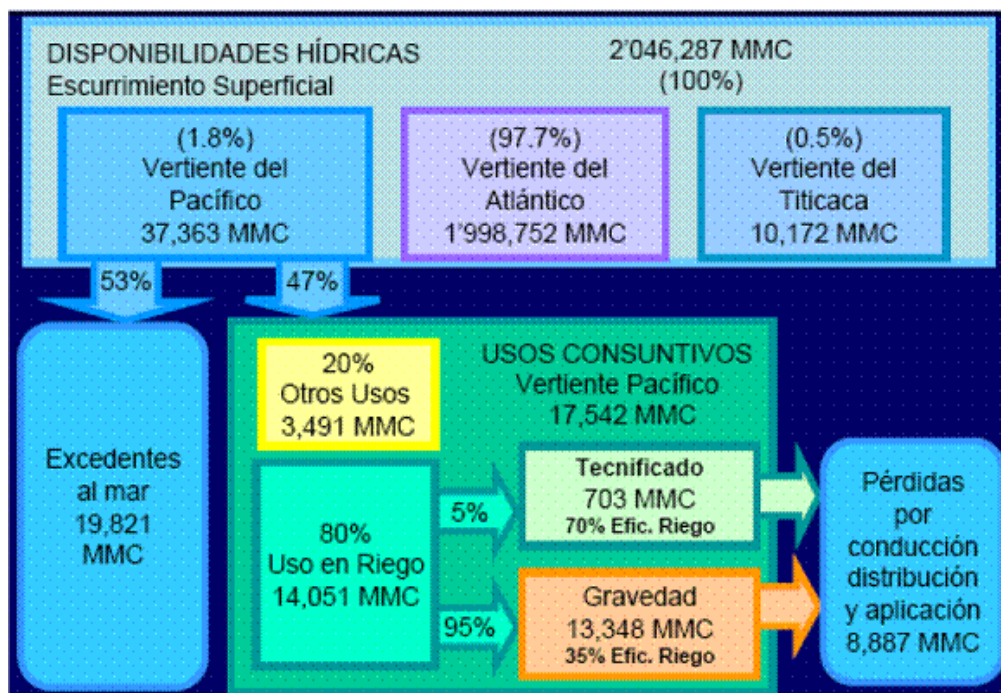 DISPONIBILIDADES HÍDRICAS
Escurrimiento Superficial
2'046,287 MMC
(100%)
(1.8%)
Vertiente del
Pacífico
37,363 MMC
(97.7%)
Vertiente del
Atlántico
1'998,752 MMC
(0.5%)
Vertiente del
Titicaca
10,172 MMC
53%
47%
Excedentes
al mar
19,821
MMC
20%
Otros Usos
3,491 MMC
USOS CONSUNTIVOS
Vertiente Pacífico
17,542 MMC
80%
Uso en Riego
14,051 MMC
5%
95%
Tecnificado
703 MMC
70% Efic. Riego
Gravedad
13,348 MMC
35% Efic. Riego
Pérdidas
por
conducción
distribución
y aplicación
8,887 MMC